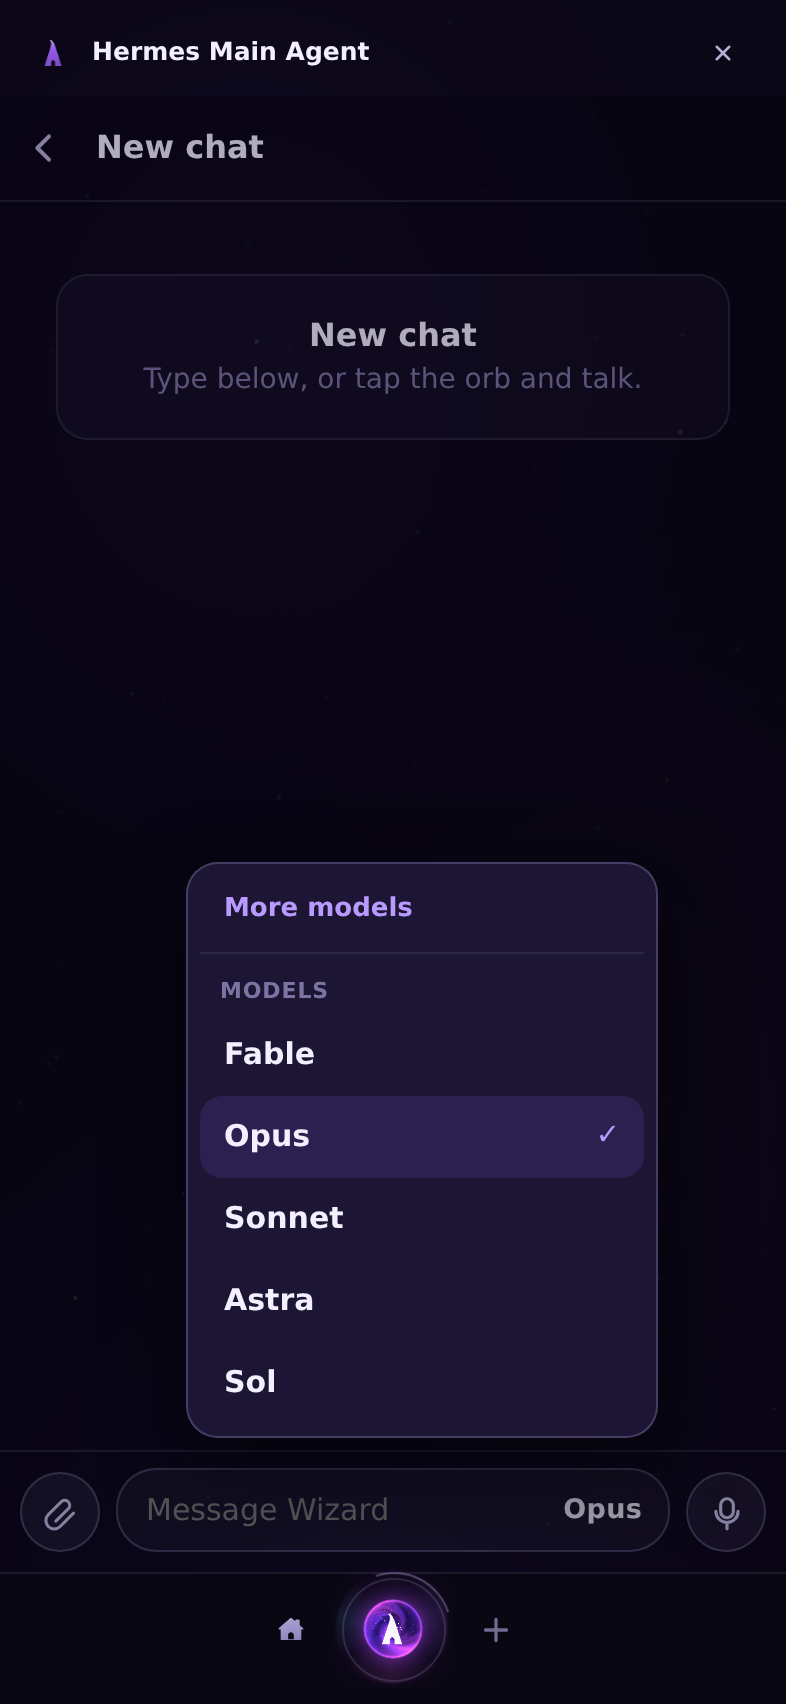 Hermes Main Agent
New chat
New chat
Type below, or tap the orb and talk.
More models
MODELS
Fable
Opus
Sonnet
Astra
Sol
Message Wizard
Opus